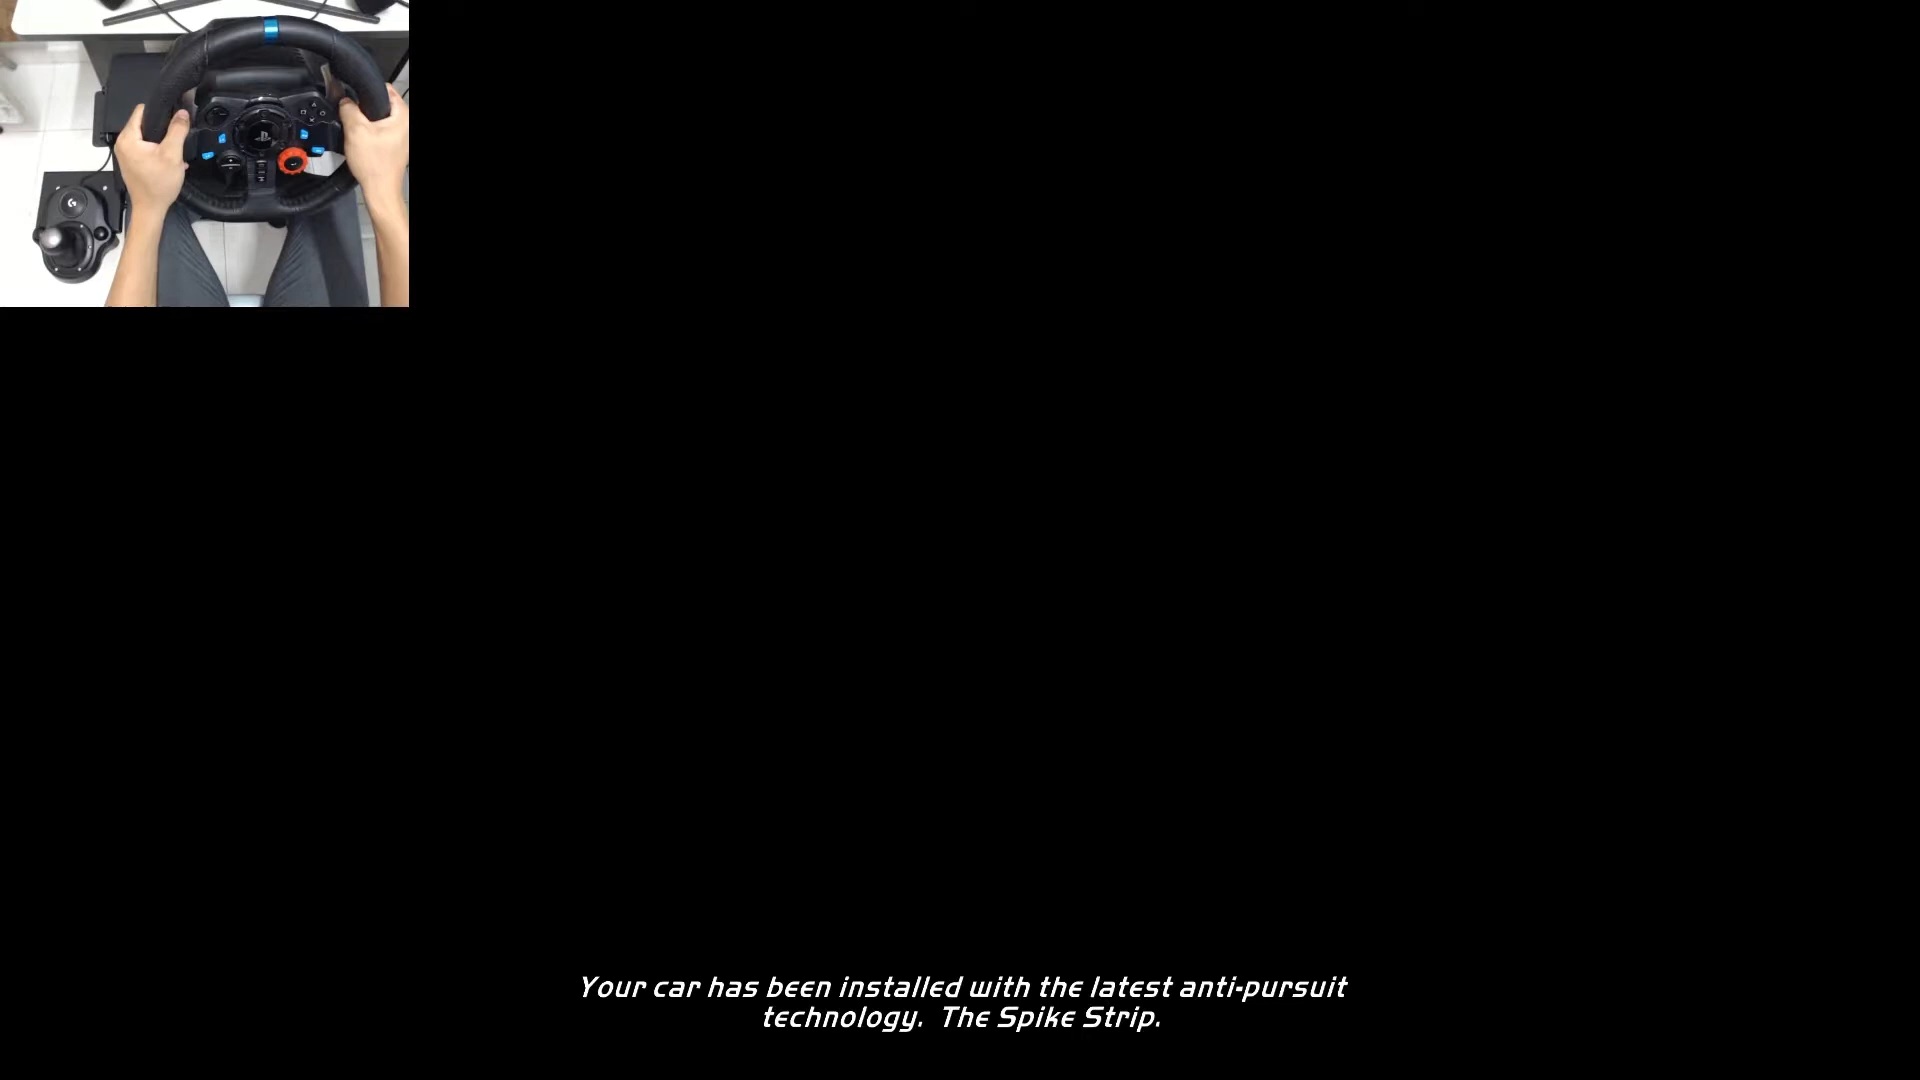 Your car has been installed with the latest anti-pursuit
technology. The Spike Strip.